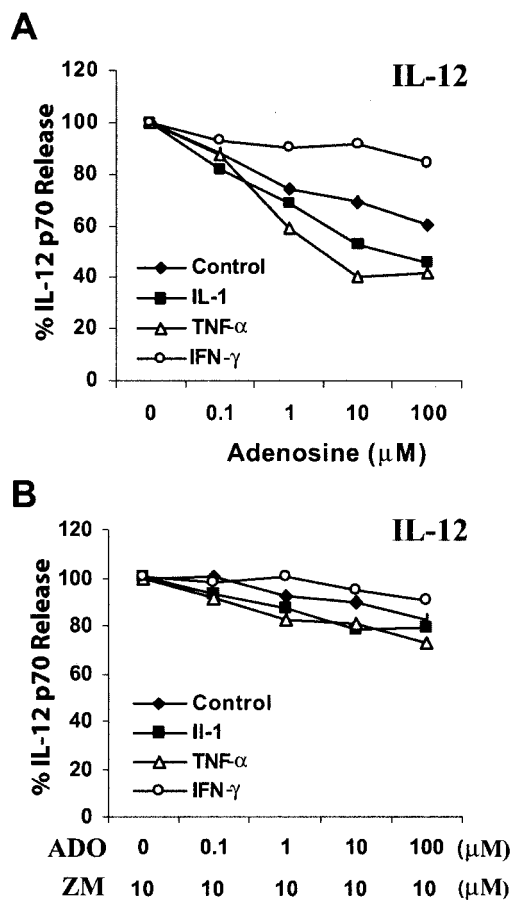 A
IL-12
120
100
80
60
40
20
0
% IL-12 p70 Release
Control
IL-1
TNF-α
IFN-γ
0 0.1 1 10 100
Adenosine (μM)
B
IL-12
120
100
80
60
40
20
0
% IL-12 p70 Release
Control
Il-1
TNF-α
IFN-γ
ADO 0 0.1 1 10 100 (μM)
ZM 10 10 10 10 10 (μM)